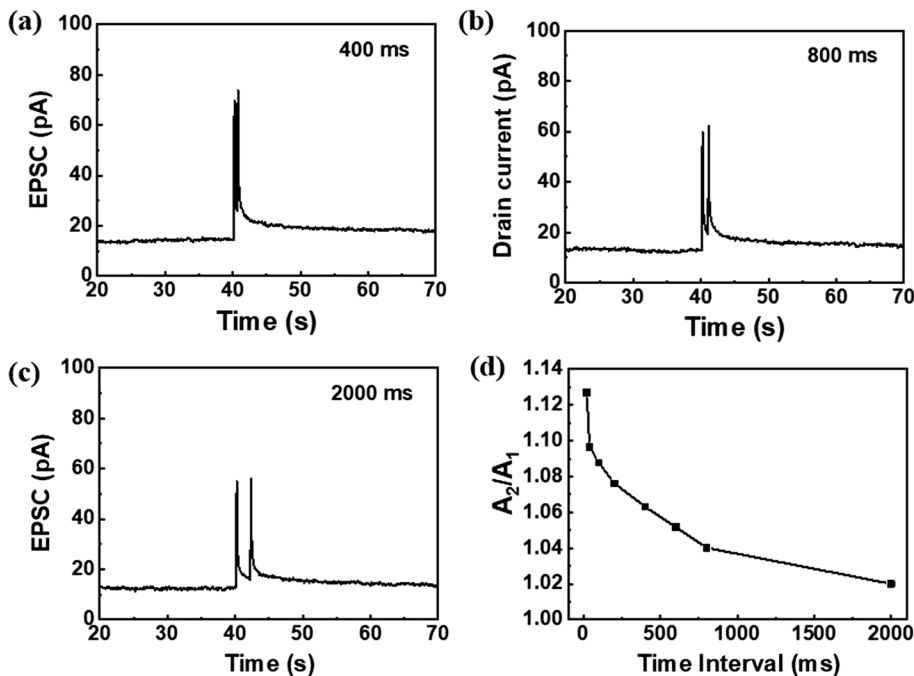 (a)
400 ms
EPSC (pA)
100
80
60
40
20
0
20 30 40 50 60 70
Time (s)
(b)
800 ms
Drain current (pA)
100
80
60
40
20
0
20 30 40 50 60 70
Time (s)
(c)
2000 ms
EPSC (pA)
100
80
60
40
20
0
20 30 40 50 60 70
Time (s)
(d)
A₂/A₁
1.14
1.12
1.10
1.08
1.06
1.04
1.02
1.00
0 500 1000 1500 2000
Time Interval (ms)